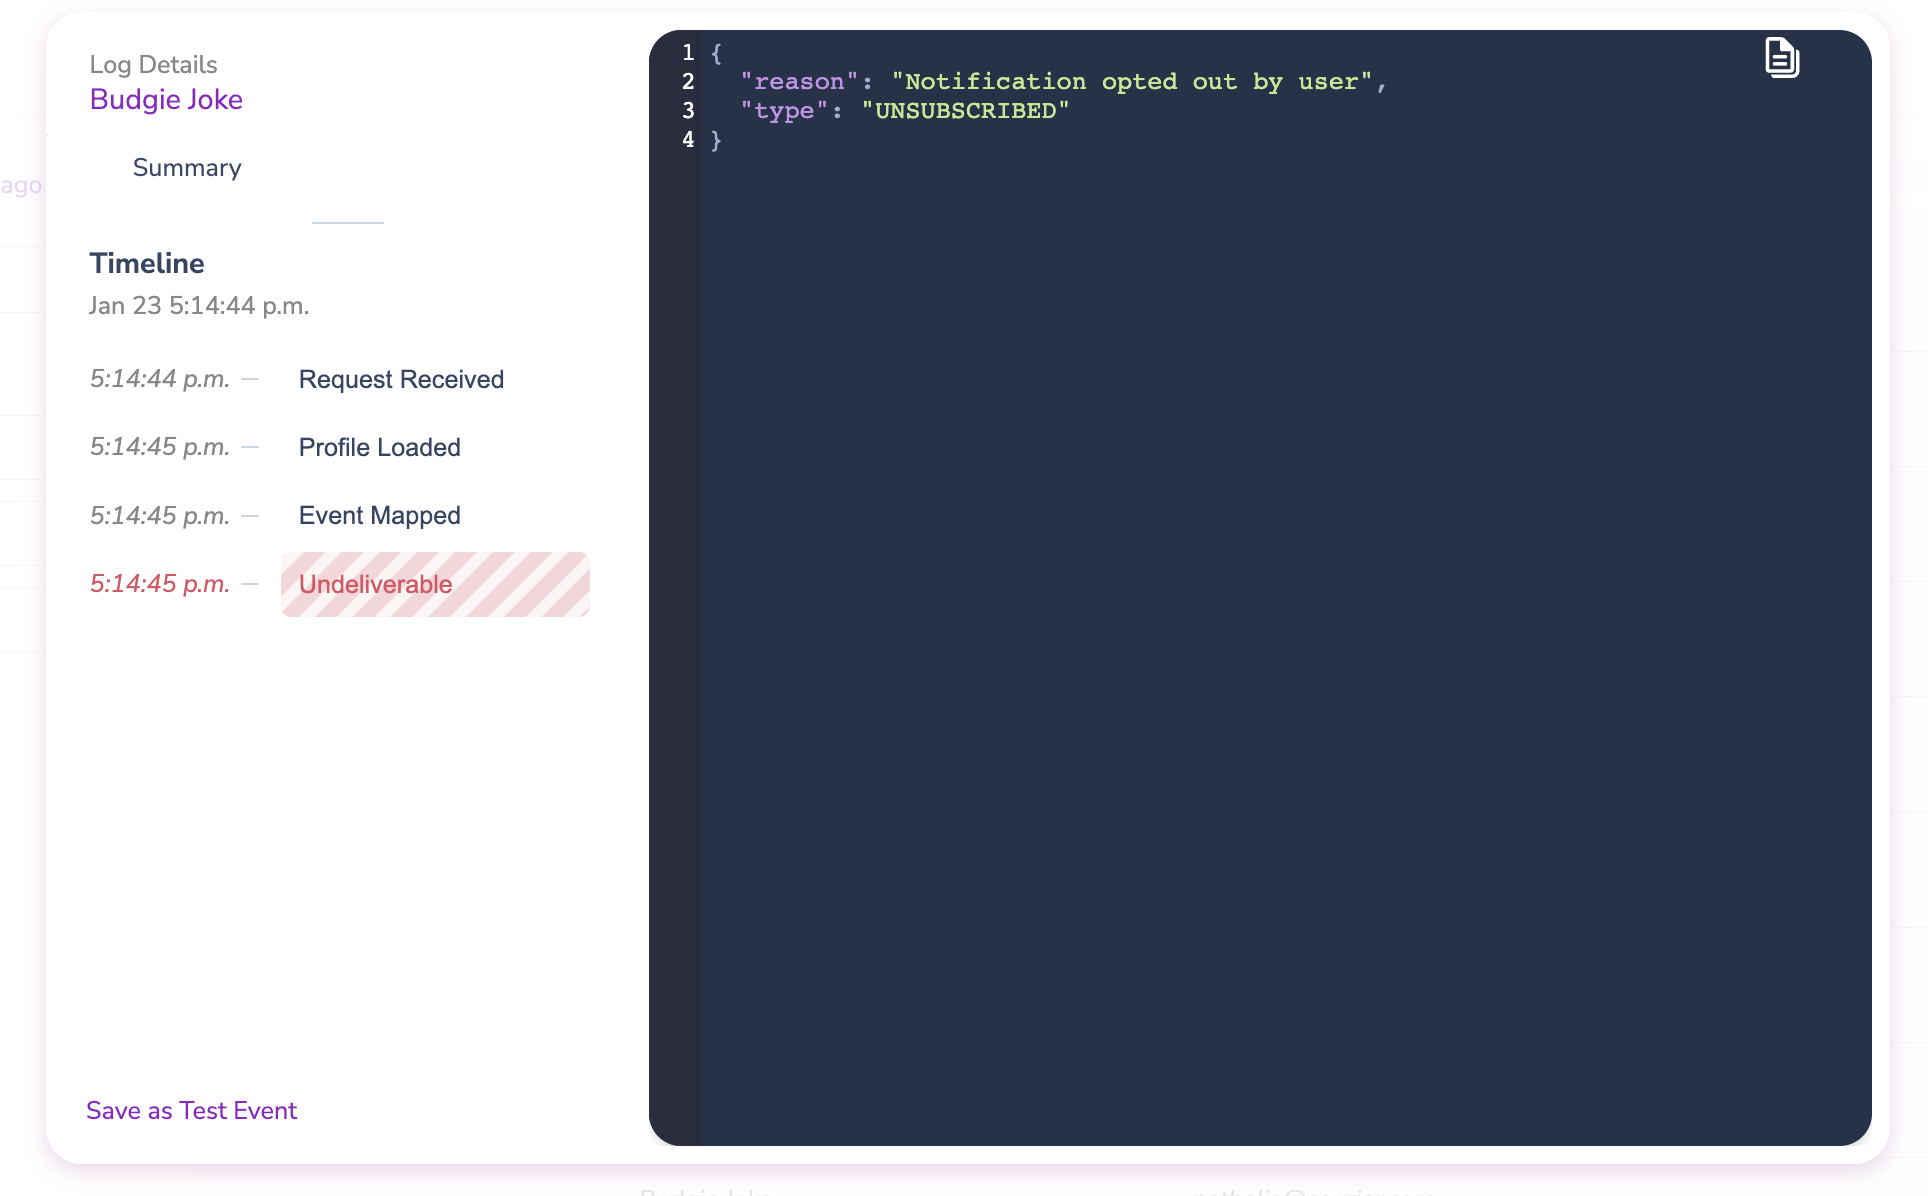 Log Details
Budgie Joke
Summary
ago
Timeline
Jan 23 5:14:44 p.m.
5:14:44 p.m. — Request Received
5:14:45 p.m. — Profile Loaded
5:14:45 p.m. — Event Mapped
5:14:45 p.m. — Undeliverable
Save as Test Event
1 {
2 "reason": "Notification opted out by user",
3 "type": "UNSUBSCRIBED"
4 }